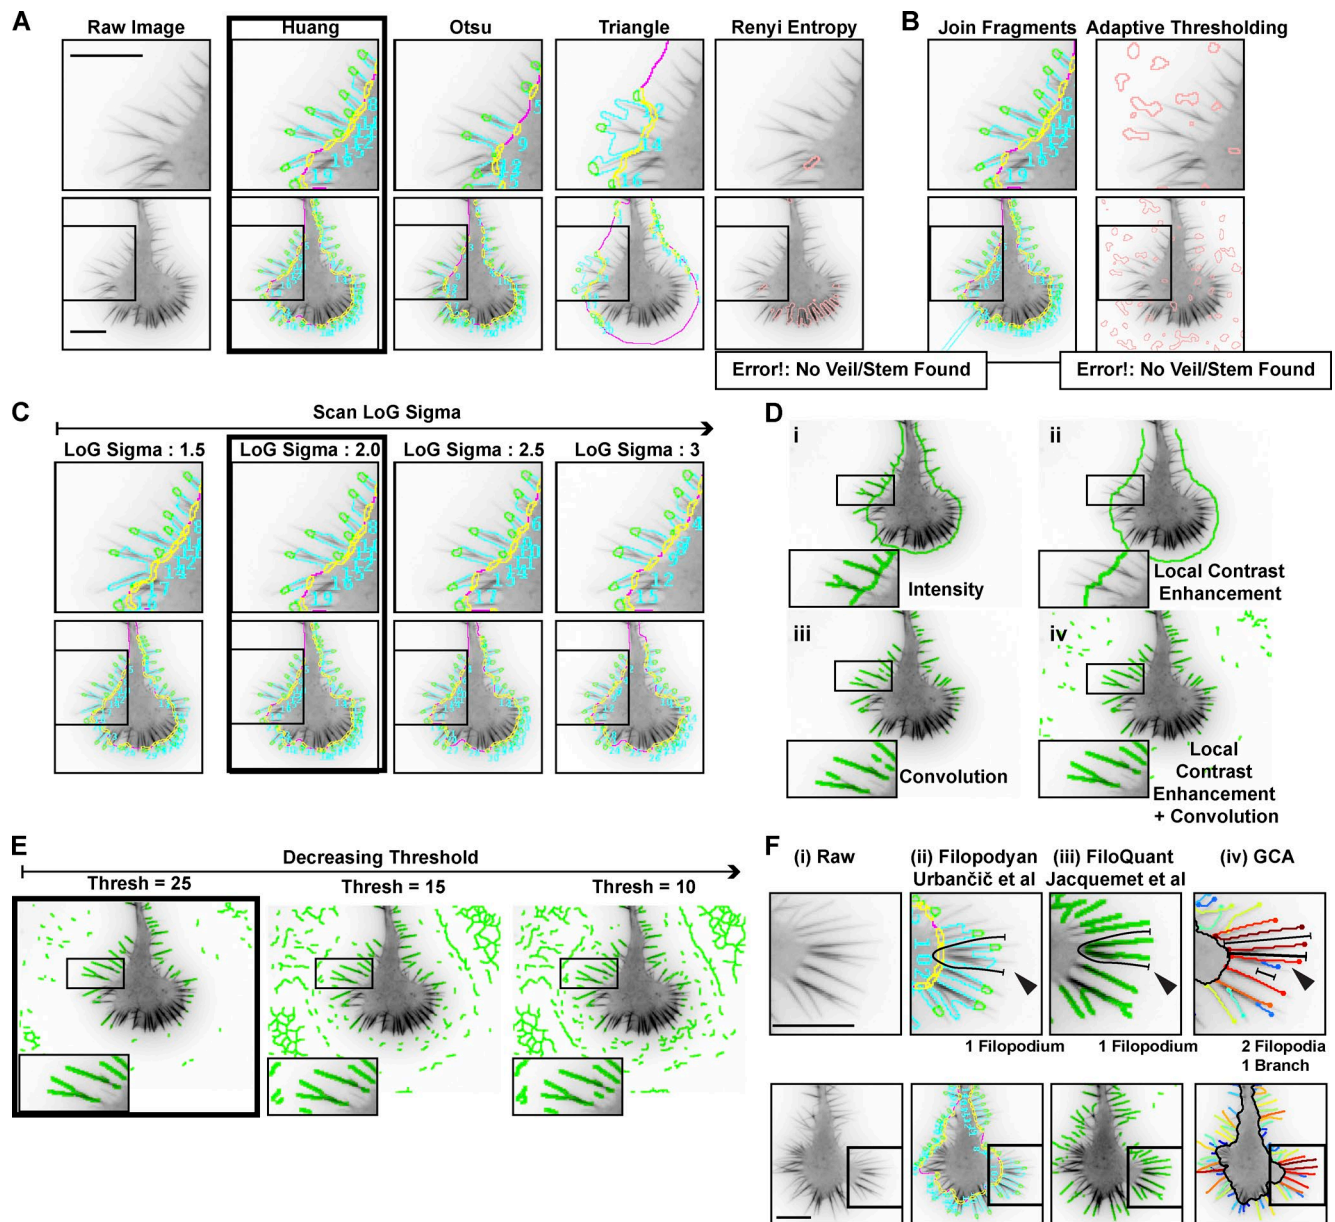 A
Raw Image
Huang
Otsu
Triangle
Renyi Entropy
B
Join Fragments
Adaptive Thresholding
Error!: No Veil/Stem Found
Error!: No Veil/Stem Found
C
Scan LoG Sigma
LoG Sigma : 1.5
LoG Sigma : 2.0
LoG Sigma : 2.5
LoG Sigma : 3
D
i
Intensity
ii
Local Contrast
Enhancement
iii
Convolution
iv
Local
Contrast
Enhancement
+ Convolution
E
Decreasing Threshold
Thresh = 25
Thresh = 15
Thresh = 10
F
(i) Raw
(ii) Filopodyan
Urbančič et al
(iii) FiloQuant
Jacquemet et al
(iv) GCA
1 Filopodium
1 Filopodium
2 Filopodia
1 Branch